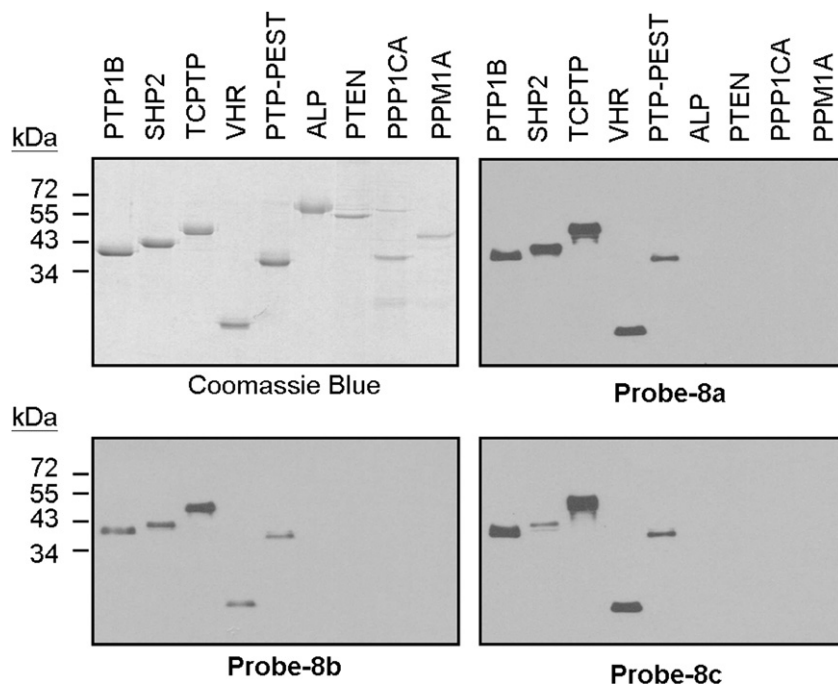 PTP1B SHP2 TCPTP VHR PTP-PEST ALP PTEN PPP1CA PPM1A
PTP1B SHP2 TCPTP VHR PTP-PEST ALP PTEN PPP1CA PPM1A
kDa
72
55
43
34
Coomassie Blue
Probe-8a
kDa
72
55
43
34
Probe-8b
Probe-8c